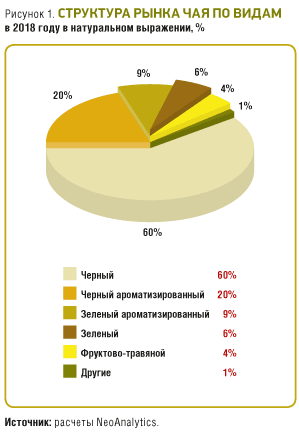 Рисунок 1. СТРУКТУРА РЫНКА ЧАЯ ПО ВИДАМ
в 2018 году в натуральном выражении, %
9%
6%
4%
1%
20%
60%
Черный 60%
Черный ароматизированный 20%
Зеленый ароматизированный 9%
Зеленый 6%
Фруктово-травяной 4%
Другие 1%
Источник: расчеты NeoAnalytics.